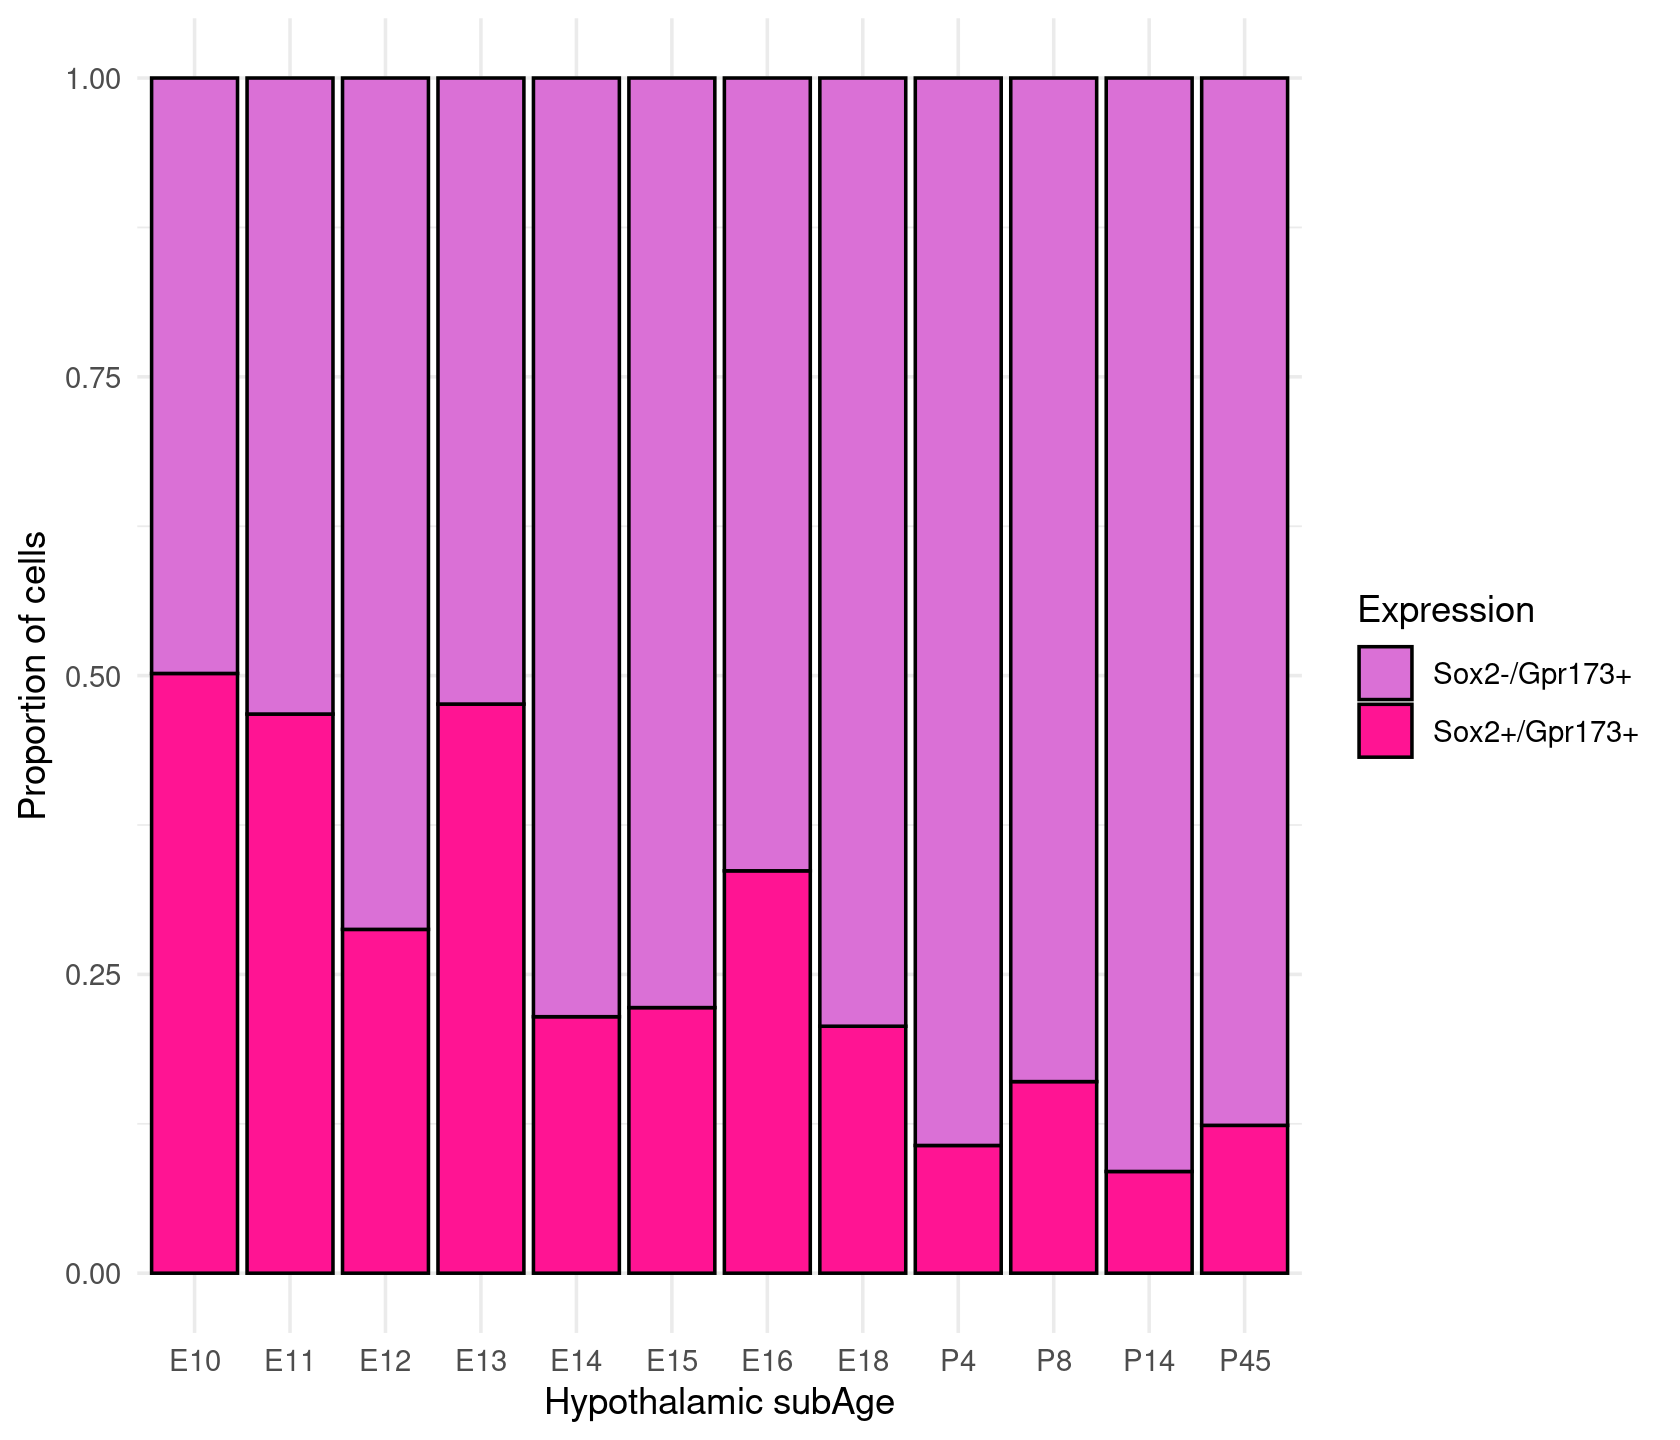 1.00
0.75
0.50
0.25
0.00
Proportion of cells
E10 E11 E12 E13 E14 E15 E16 E18 P4 P8 P14 P45
Hypothalamic subAge
Expression
Sox2-/Gpr173+
Sox2+/Gpr173+